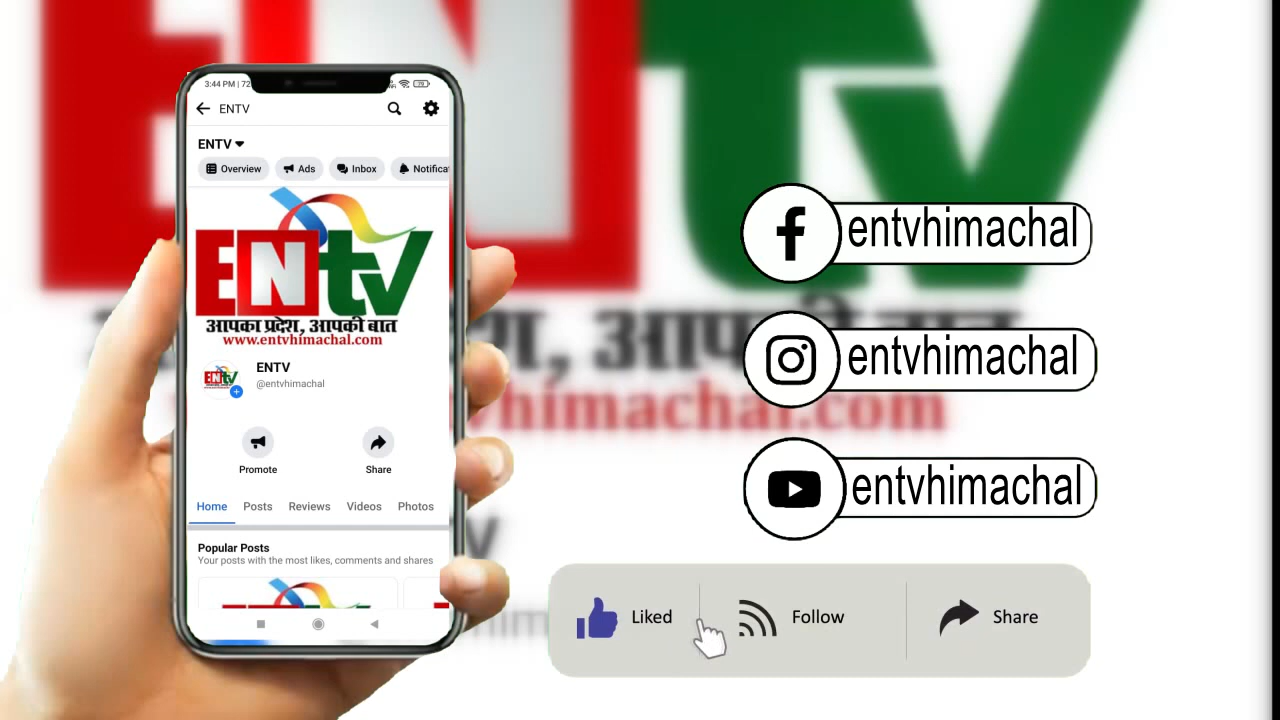 3:44 PM | 72
ENTV
ENTV
Overview
Ads
Inbox
Notifica
ENtv
आपका प्रदेश, आपकी बात
www.entvhimachal.com
ENTV
@entvhimachal
Promote
Share
Home
Posts
Reviews
Videos
Photos
Popular Posts
Your posts with the most likes, comments and shares
entvhimachal
entvhimachal
entvhimachal
Liked
Follow
Share